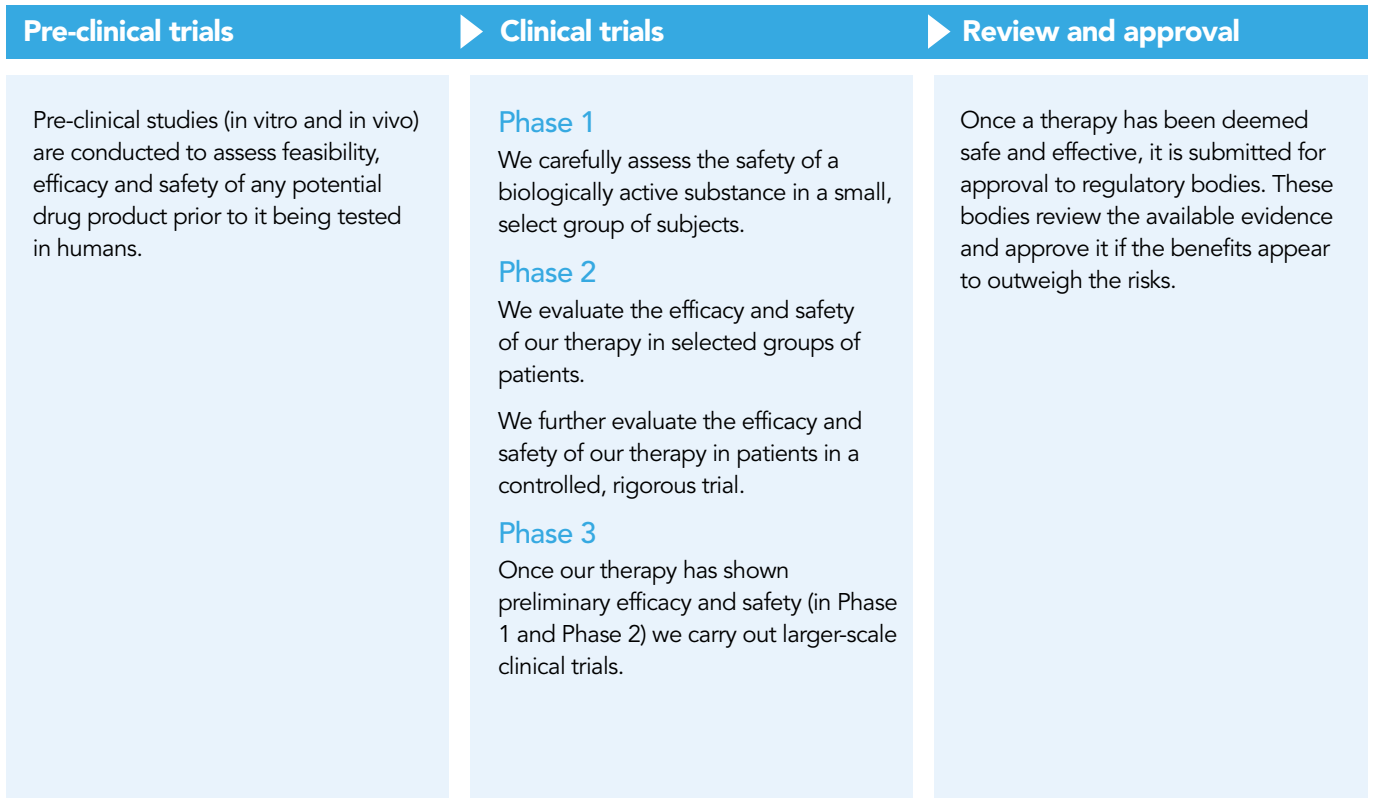 Pre-clinical trials
Clinical trials
Review and approval
Pre-clinical studies (in vitro and in vivo)
are conducted to assess feasibility,
efficacy and safety of any potential
drug product prior to it being tested
in humans.
Phase 1
We carefully assess the safety of a
biologically active substance in a small,
select group of subjects.
Phase 2
We evaluate the efficacy and safety
of our therapy in selected groups of
patients.
We further evaluate the efficacy and
safety of our therapy in patients in a
controlled, rigorous trial.
Phase 3
Once our therapy has shown
preliminary efficacy and safety (in Phase
1 and Phase 2) we carry out larger-scale
clinical trials.
Once a therapy has been deemed
safe and effective, it is submitted for
approval to regulatory bodies. These
bodies review the available evidence
and approve it if the benefits appear
to outweigh the risks.